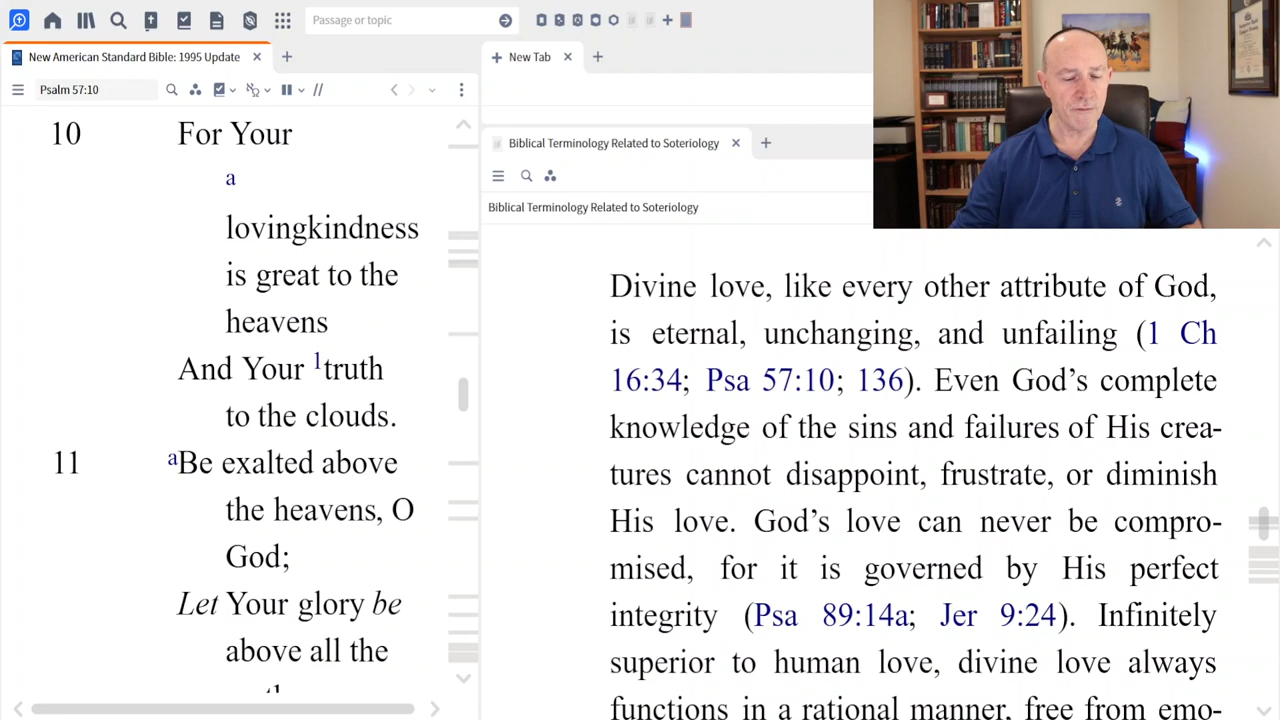 Passage or topic
New American Standard Bible: 1995 Update
New Tab
Psalm 57:10
10 For Your
a
lovingkindness
is great to the
heavens
And Your 1truth
to the clouds.
11 aBe exalted above
the heavens, O
God;
Let Your glory be
above all the
Biblical Terminology Related to Soteriology
Biblical Terminology Related to Soteriology
Divine love, like every other attribute of God,
is eternal, unchanging, and unfailing (1 Ch
16:34; Psa 57:10; 136). Even God’s complete
knowledge of the sins and failures of His crea-
tures cannot disappoint, frustrate, or diminish
His love. God’s love can never be compro-
mised, for it is governed by His perfect
integrity (Psa 89:14a; Jer 9:24). Infinitely
superior to human love, divine love always
functions in a rational manner, free from emo-